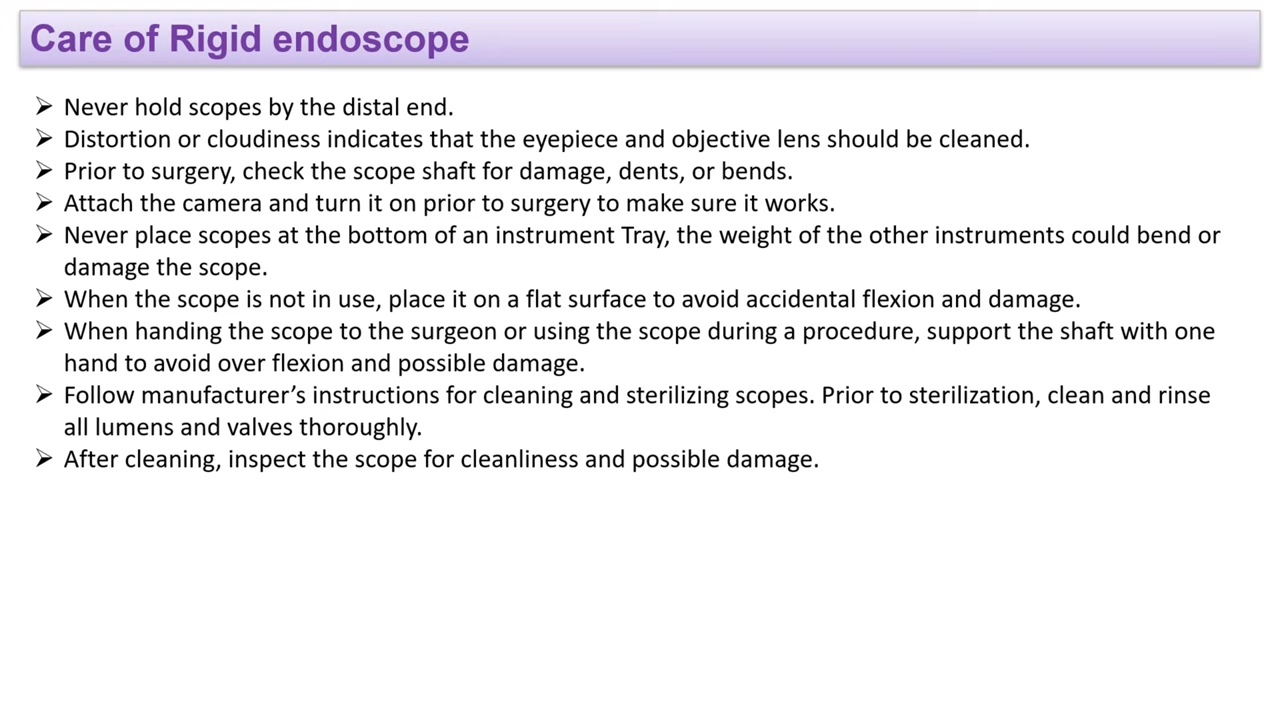 Care of Rigid endoscope
➢ Never hold scopes by the distal end.
➢ Distortion or cloudiness indicates that the eyepiece and objective lens should be cleaned.
➢ Prior to surgery, check the scope shaft for damage, dents, or bends.
➢ Attach the camera and turn it on prior to surgery to make sure it works.
➢ Never place scopes at the bottom of an instrument Tray, the weight of the other instruments could bend or
damage the scope.
➢ When the scope is not in use, place it on a flat surface to avoid accidental flexion and damage.
➢ When handing the scope to the surgeon or using the scope during a procedure, support the shaft with one
hand to avoid over flexion and possible damage.
➢ Follow manufacturer’s instructions for cleaning and sterilizing scopes. Prior to sterilization, clean and rinse
all lumens and valves thoroughly.
➢ After cleaning, inspect the scope for cleanliness and possible damage.